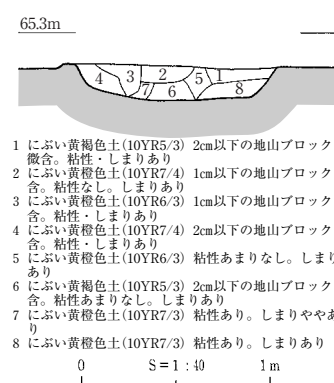 65.3m
4 3 2 5 1
7 6 8
1 にぶい黄褐色土(10YR5/3) 2cm以下の地山ブロック
微含。粘性・しまりあり
2 にぶい黄橙色土(10YR7/4) 1cm以下の地山ブロック
含。粘性なし。しまりあり
3 にぶい黄橙色土(10YR6/3) 1cm以下の地山ブロック
含。粘性・しまりあり
4 にぶい黄橙色土(10YR7/4) 2cm以下の地山ブロック
含。粘性・しまりあり
5 にぶい黄橙色土(10YR6/3) 粘性あまりなし。しまり
あり
6 にぶい黄褐色土(10YR5/3) 2cm以下の地山ブロック
含。粘性あまりなし。しまりあり
7 にぶい黄橙色土(10YR7/3) 粘性あり。しまりややあ
り
8 にぶい黄橙色土(10YR7/3) 粘性あり。しまりあり
0 S=1:40 1m